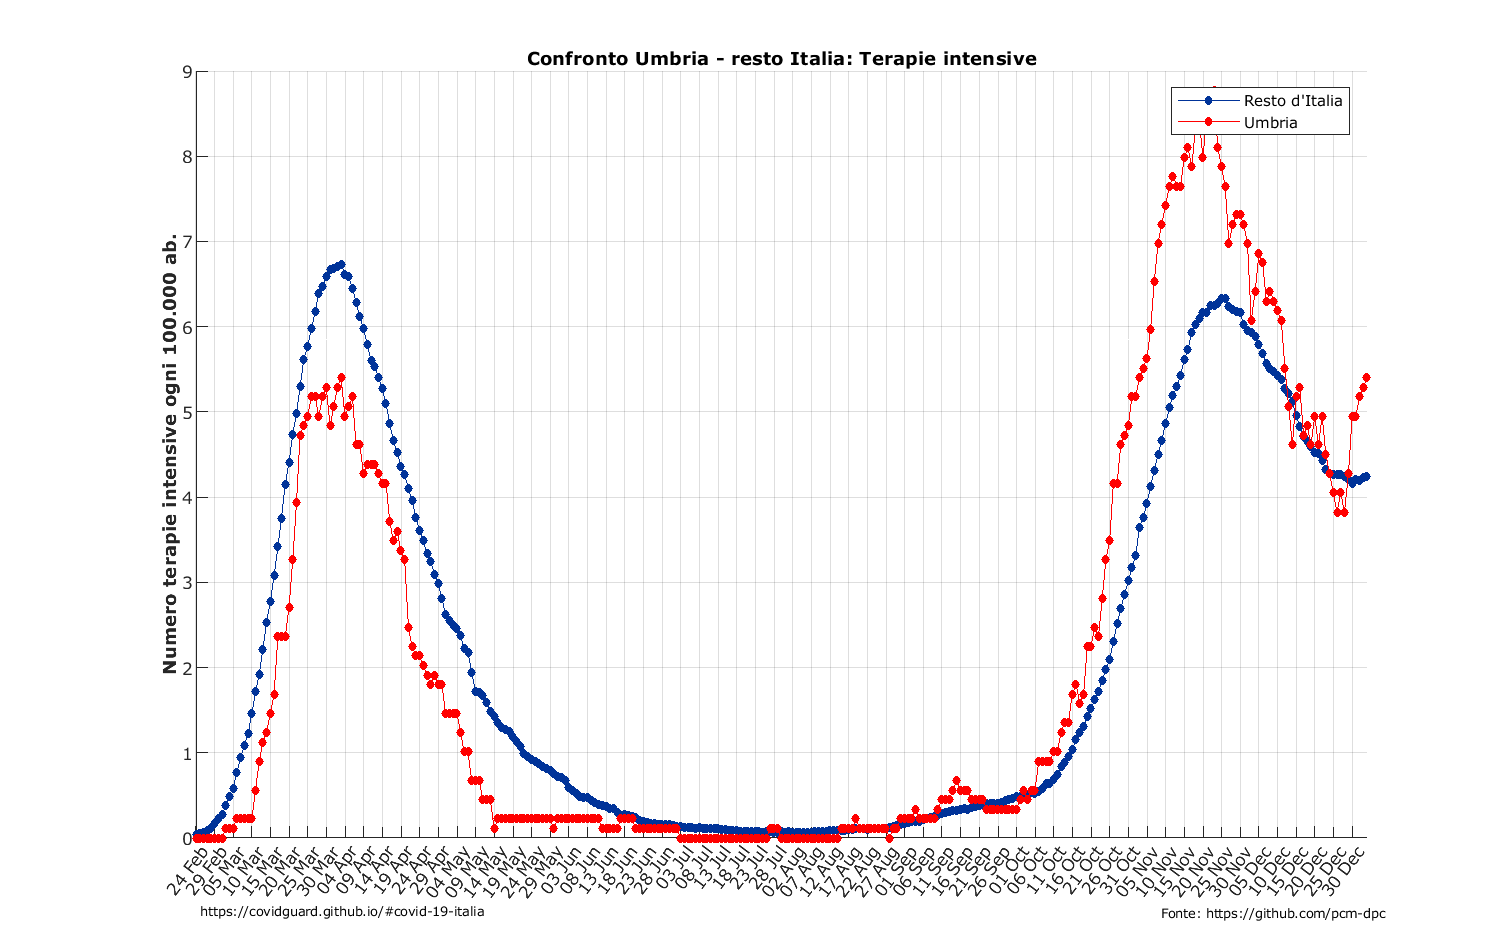 Confronto Umbria - resto Italia: Terapie intensive
Numero terapie intensive ogni 100.000 ab.
9
8
7
6
5
4
3
2
1
0
Resto d'Italia
Umbria
24 Feb
29 Feb
05 Mar
10 Mar
15 Mar
20 Mar
25 Mar
30 Mar
04 Apr
09 Apr
14 Apr
19 Apr
24 Apr
29 Apr
04 May
09 May
14 May
19 May
24 May
29 May
03 Jun
08 Jun
13 Jun
18 Jun
23 Jun
28 Jun
03 Jul
08 Jul
13 Jul
18 Jul
23 Jul
28 Jul
02 Aug
07 Aug
12 Aug
17 Aug
22 Aug
27 Aug
01 Sep
06 Sep
11 Sep
16 Sep
21 Sep
26 Sep
01 Oct
06 Oct
11 Oct
16 Oct
21 Oct
26 Oct
31 Oct
05 Nov
10 Nov
15 Nov
20 Nov
25 Nov
30 Nov
05 Dec
10 Dec
15 Dec
20 Dec
25 Dec
30 Dec
https://covidguard.github.io/#covid-19-italia
Fonte: https://github.com/pcm-dpc